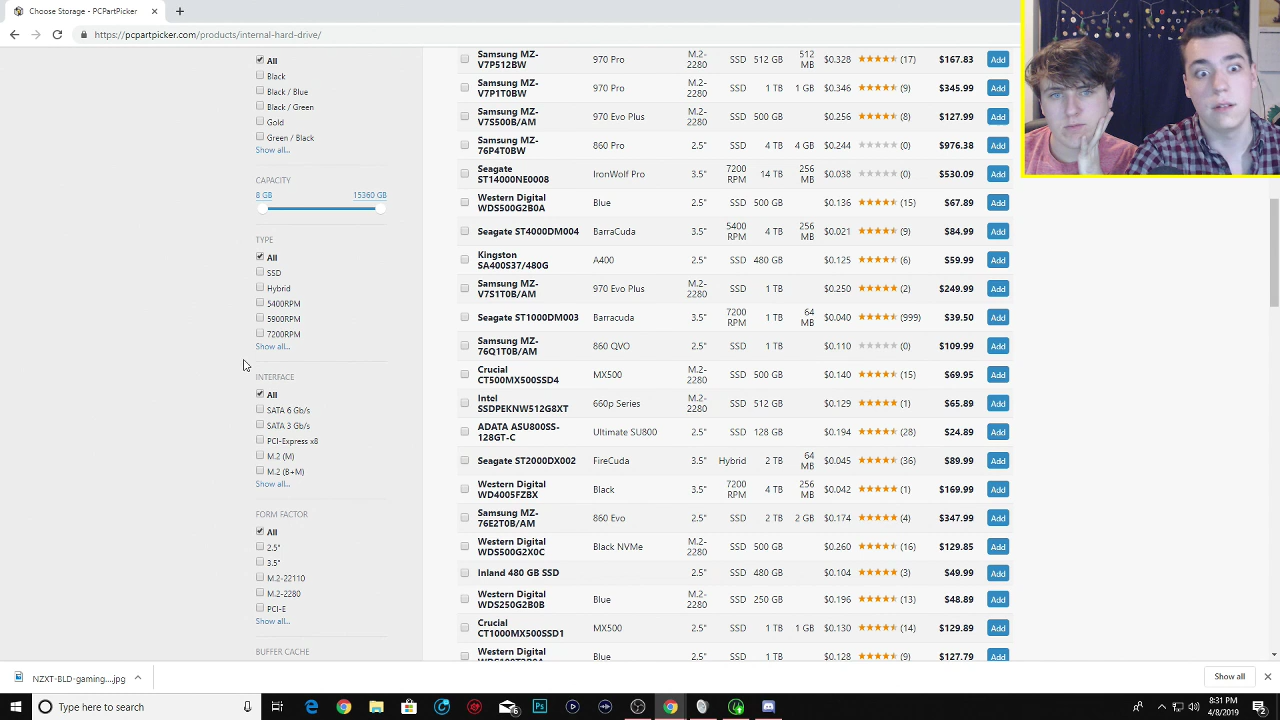 Choose Storage - PCPartPicker
https://pcpartpicker.com/products/internal-hard-drive/
All
Black
Black / Blue
Black / Green
Gold
Green / Black
Show all...
CAPACITY
8 GB 15360 GB
TYPE
All
SSD
Hybrid
5400RPM
5900RPM
7200RPM
Show all...
INTERFACE
All
SATA 6 Gb/s
SATA 3 Gb/s
PCI-Express x8
M.2 (M)
M.2 (B+M)
Show all...
FORM FACTOR
All
2.5"
3.5"
M.2-22110
M.2-2280
PCI-E
Show all...
BUFFER CACHE
Samsung MZ-V7P512BW 970 Pro M.2-2280 SSD 512 GB 512 MB $0.328 (17) $167.83 Add
Samsung MZ-V7P1T0BW 970 Pro M.2-2280 SSD 1 TB 1 GB $0.346 (9) $345.99 Add
Samsung MZ-V7S500B/AM 970 Evo Plus M.2-2280 SSD 500 GB $0.256 (8) $127.99 Add
Samsung MZ-76P4T0BW 860 Pro 2.5" SSD 4 TB 4 GB $0.244 (0) $976.38 Add
Seagate ST14000NE0008 IronWolf Pro 3.5" 7200 RPM 14 TB 256 MB $0.038 (0) $530.09 Add
Western Digital WDS500G2B0A Blue 2.5" SSD 500 GB $0.136 (15) $67.89 Add
Seagate ST4000DM004 BarraCuda 3.5" 5400 RPM 4 TB 256 MB $0.021 (9) $84.99 Add
Kingston SA400S37/480G A400 2.5" SSD 480 GB $0.125 (6) $59.99 Add
Samsung MZ-V7S1T0B/AM 970 Evo Plus M.2-2280 SSD 1 TB $0.250 (2) $249.99 Add
Seagate ST1000DM003 Barracuda 3.5" 7200 RPM 1 TB 64 MB $0.040 (999) $39.50 Add
Samsung MZ-76Q1T0B/AM 860 QVO 2.5" SSD 1 TB $0.110 (0) $109.99 Add
Crucial CT500MX500SSD4 MX500 M.2-2280 SSD 500 GB $0.140 (15) $69.95 Add
Intel SSDPEKNW512G8XT 660p Series M.2-2280 SSD 512 GB $0.129 (1) $65.89 Add
ADATA ASU800SS-128GT-C Ultimate SU800 2.5" SSD 128 GB $0.194 (28) $24.89 Add
Seagate ST2000DX002 FireCuda 3.5" Hybrid 2 TB 64 MB $0.045 (36) $89.99 Add
Western Digital WD4005FZBX Black 3.5" 7200 RPM 4 TB 256 MB $0.042 (1) $169.99 Add
Samsung MZ-76E2T0B/AM 860 Evo 2.5" SSD 2 TB 2 GB $0.174 (4) $347.99 Add
Western Digital WDS500G2X0C Black NVMe M.2-2280 SSD 500 GB $0.260 (16) $129.85 Add
Inland 480 GB SSD 2.5" SSD 480 GB $0.104 (3) $49.99 Add
Western Digital WDS250G2B0B Blue M.2-2280 SSD 250 GB $0.196 (13) $48.89 Add
Crucial CT1000MX500SSD1 MX500 2.5" SSD 1 TB 1 GB $0.130 (14) $129.89 Add
Western Digital Blue 2.5" SSD 1 TB $0.128 (9) $127.79 Add
NZXT-BLD-gaming....jpg
Show all
Type here to search
8:31 PM
4/8/2019